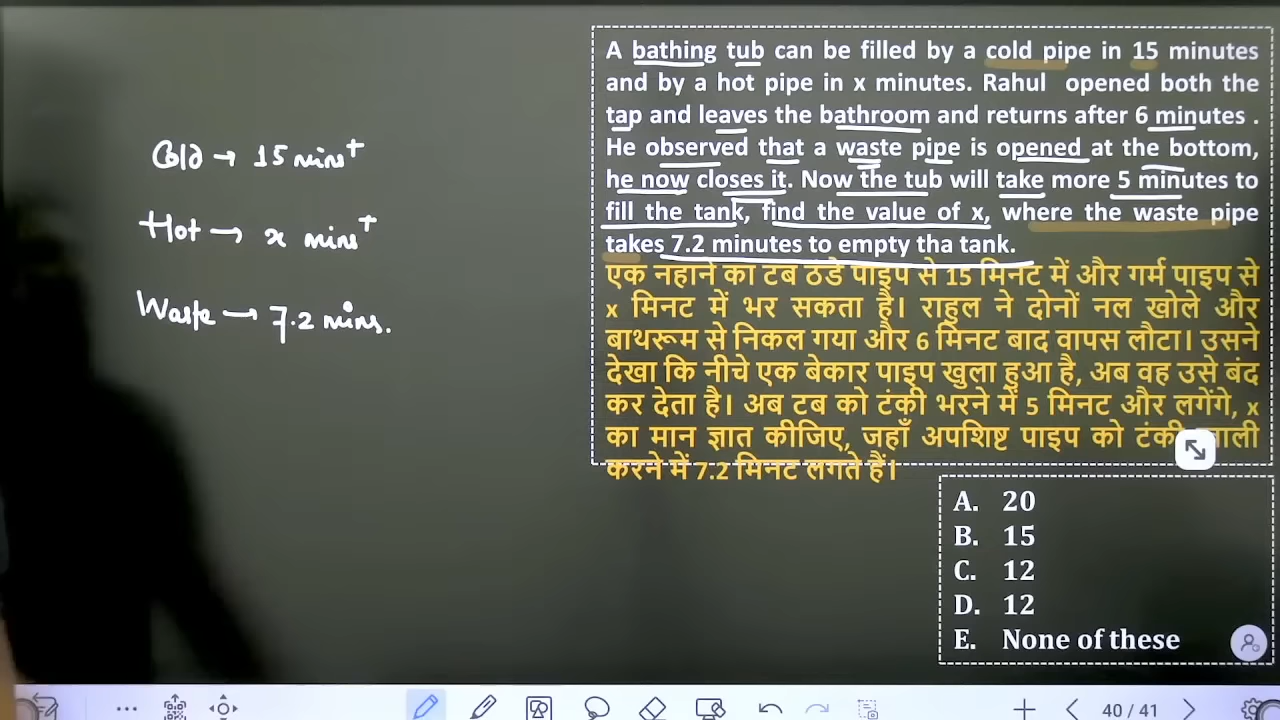 A bathing tub can be filled by a cold pipe in 15 minutes
and by a hot pipe in x minutes. Rahul opened both the
tap and leaves the bathroom and returns after 6 minutes .
He observed that a waste pipe is opened at the bottom,
he now closes it. Now the tub will take more 5 minutes to
fill the tank, find the value of x, where the waste pipe
takes 7.2 minutes to empty tha tank.
एक नहाने का टब ठंडे पाइप से 15 मिनट में और गर्म पाइप से
x मिनट में भर सकता है। राहुल ने दोनों नल खोले और
बाथरूम से निकल गया और 6 मिनट बाद वापस लौटा। उसने
देखा कि नीचे एक बेकार पाइप खुला हुआ है, अब वह उसे बंद
कर देता है। अब टब को टंकी भरने में 5 मिनट और लगेंगे, x
का मान ज्ञात कीजिए, जहाँ अपशिष्ट पाइप को टंकी
करने में 7.2 मिनट लगते हैं।
Cold → 15 mins +
Hot → x mins +
Waste → 7.2 mins.
A. 20
B. 15
C. 12
D. 12
E. None of these
40 / 41